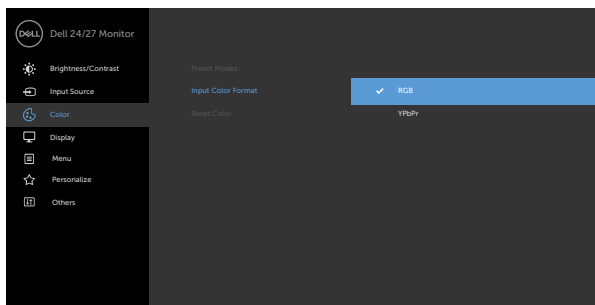 DELL Dell 24/27 Monitor
Brightness/Contrast
Input Source
Color
Display
Menu
Personalize
Others
Preset Modes
Input Color Format
Reset Color
RGB
YPbPr